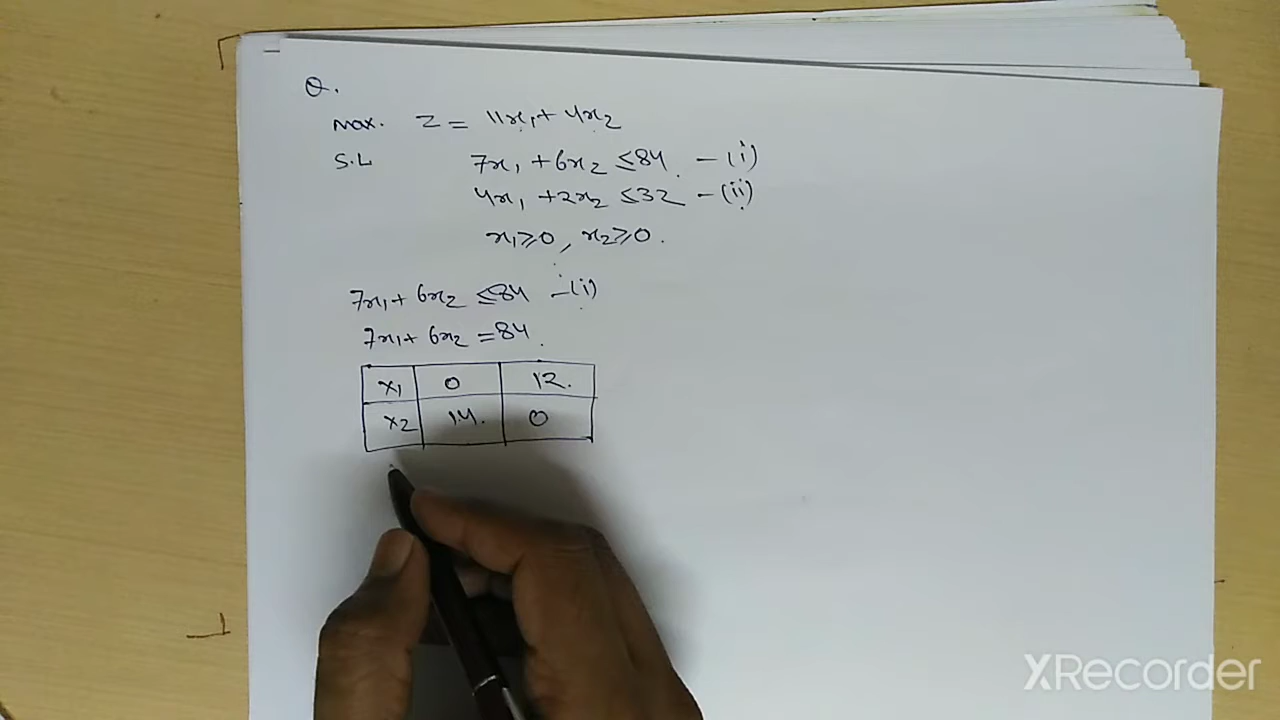 Q.
Max. Z = 11x₁ + 4x₂
S.t
7x₁ + 6x₂ ≤ 84 – (i)
4x₁ + 2x₂ ≤ 32 – (ii)
x₁ ≥ 0, x₂ ≥ 0.
7x₁ + 6x₂ ≤ 84 – (i)
7x₁ + 6x₂ = 84.
x₁ 0 12.
x₂ 14. 0
XRecorder